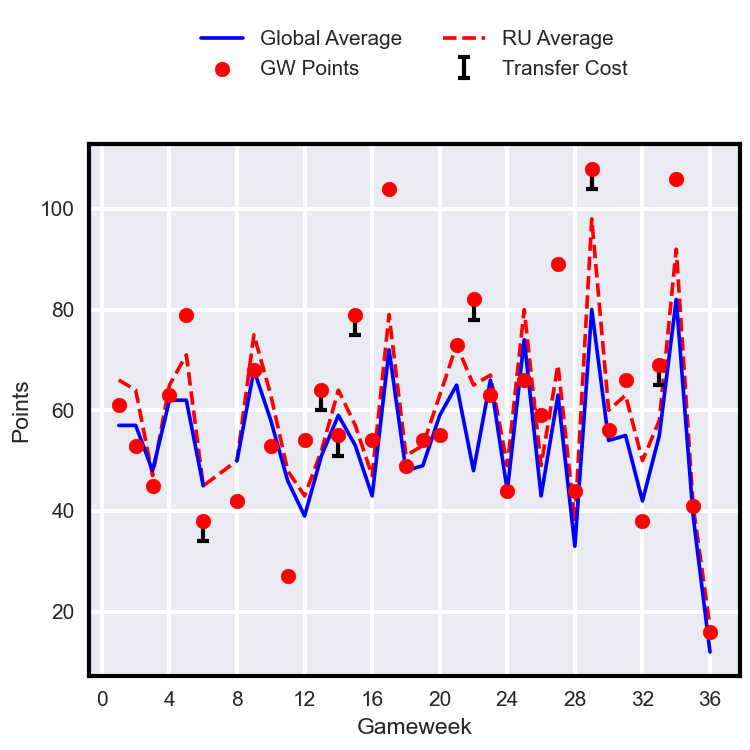 Global Average RU Average
GW Points Transfer Cost
100
80
60
40
20
Points
0 4 8 12 16 20 24 28 32 36
Gameweek